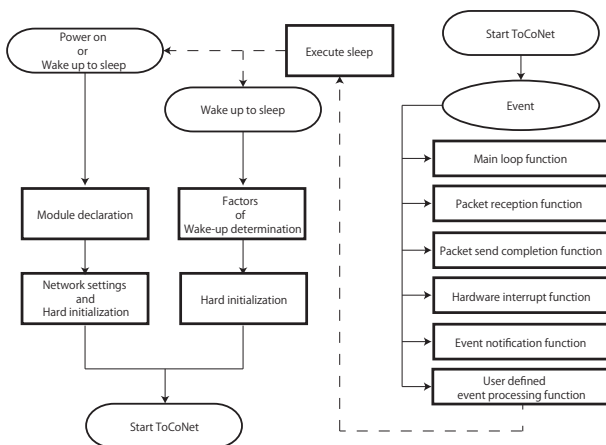 Power on
or
Wake up to sleep
Execute sleep
Wake up to sleep
Module declaration
Factors
of
Wake-up determination
Network settings
and
Hard initialization
Hard initialization
Start ToCoNet
Start ToCoNet
Event
Main loop function
Packet reception function
Packet send completion function
Hardware interrupt function
Event notification function
User defined
event processing function